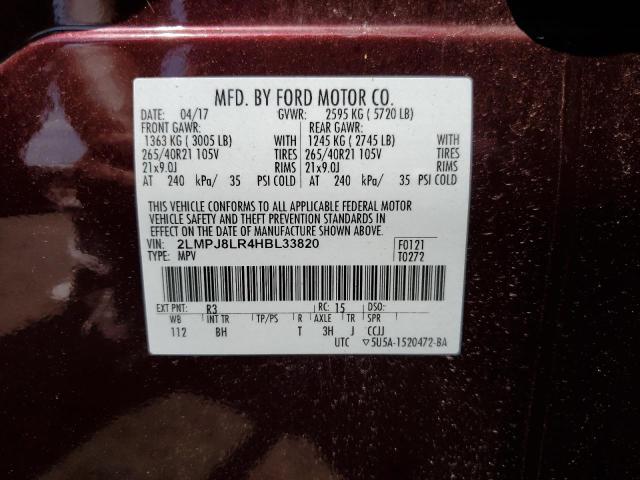 MFD. BY FORD MOTOR CO.
DATE: 04/17 GVWR: 2595 KG ( 5720 LB)
FRONT GAWR: REAR GAWR:
1363 KG ( 3005 LB) WITH 1245 KG ( 2745 LB) WITH
265/40R21 105V TIRES 265/40R21 105V TIRES
21x9.0J RIMS 21x9.0J RIMS
AT 240 kPa/ 35 PSI COLD AT 240 kPa/ 35 PSI COLD
THIS VEHICLE CONFORMS TO ALL APPLICABLE FEDERAL MOTOR
VEHICLE SAFETY AND THEFT PREVENTION STANDARDS IN
EFFECT ON THE DATE OF MANUFACTURE SHOWN ABOVE.
VIN: 2LMPJ8LR4HBL33820 F0121
TYPE: MPV T0272
EXT PNT: R3 RC: 15 DSO:
WB INT TR TP/PS R AXLE TR SPR
112 BH T 3H J CCJJ
UTC ▽5U5A-1520472-BA